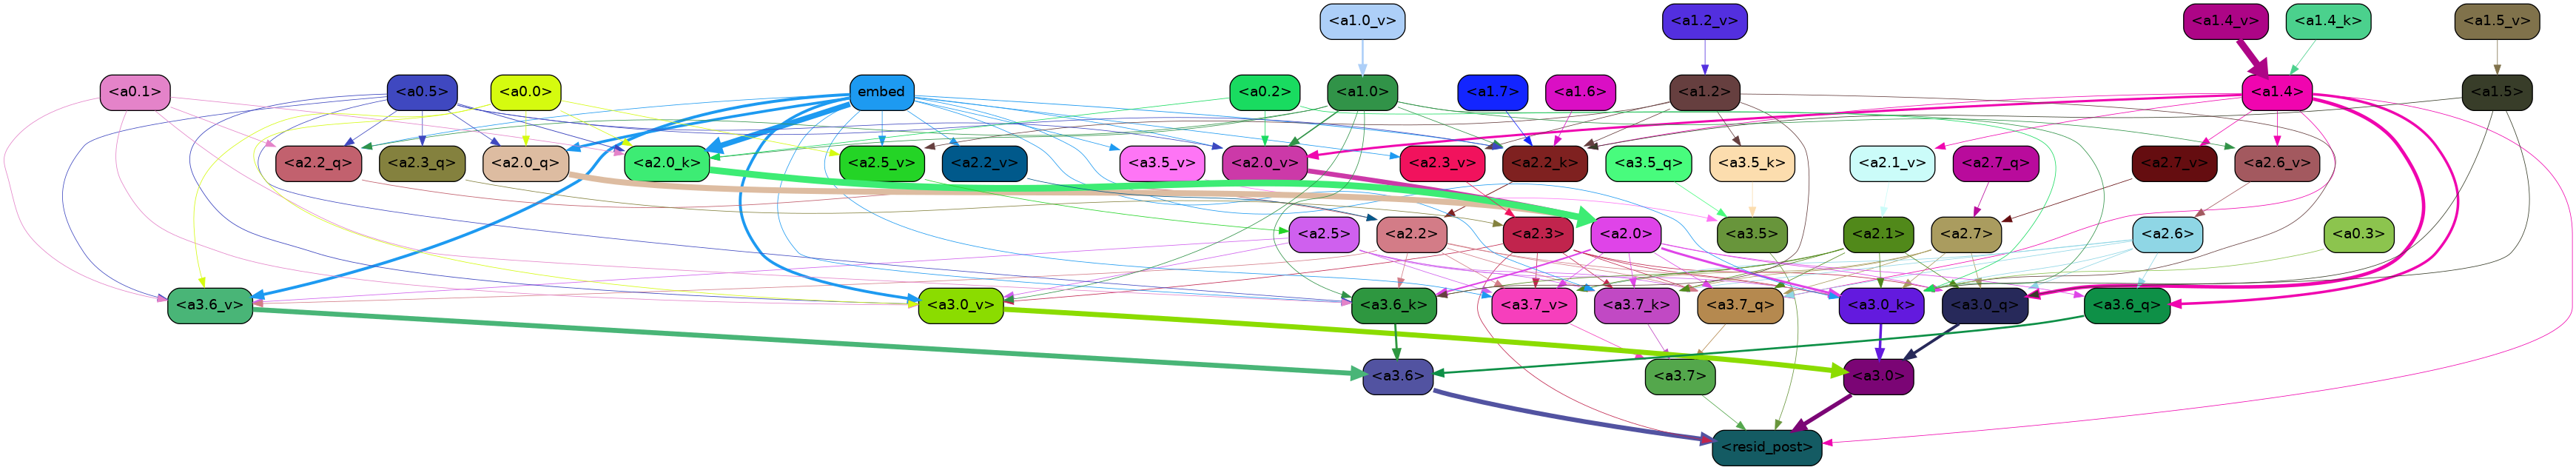 <a1.0_v> <a1.2_v> <a1.4_v> <a1.4_k> <a1.5_v>
<a0.1> <a0.5> <a0.0> embed <a0.2> <a1.0> <a1.7> <a1.6> <a1.2> <a1.4> <a1.5>
<a2.2_q> <a2.3_q> <a2.0_q> <a2.0_k> <a2.5_v> <a2.2_v> <a3.5_v> <a2.0_v> <a2.3_v> <a2.2_k> <a3.5_q> <a3.5_k> <a2.1_v> <a2.7_q> <a2.7_v> <a2.6_v>
<a2.5> <a2.2> <a2.3> <a2.0> <a3.5> <a2.1> <a2.7> <a2.6> <a0.3>
<a3.6_v> <a3.0_v> <a3.6_k> <a3.7_v> <a3.7_k> <a3.7_q> <a3.0_k> <a3.0_q> <a3.6_q>
<a3.6> <a3.7> <a3.0>
<resid_post>